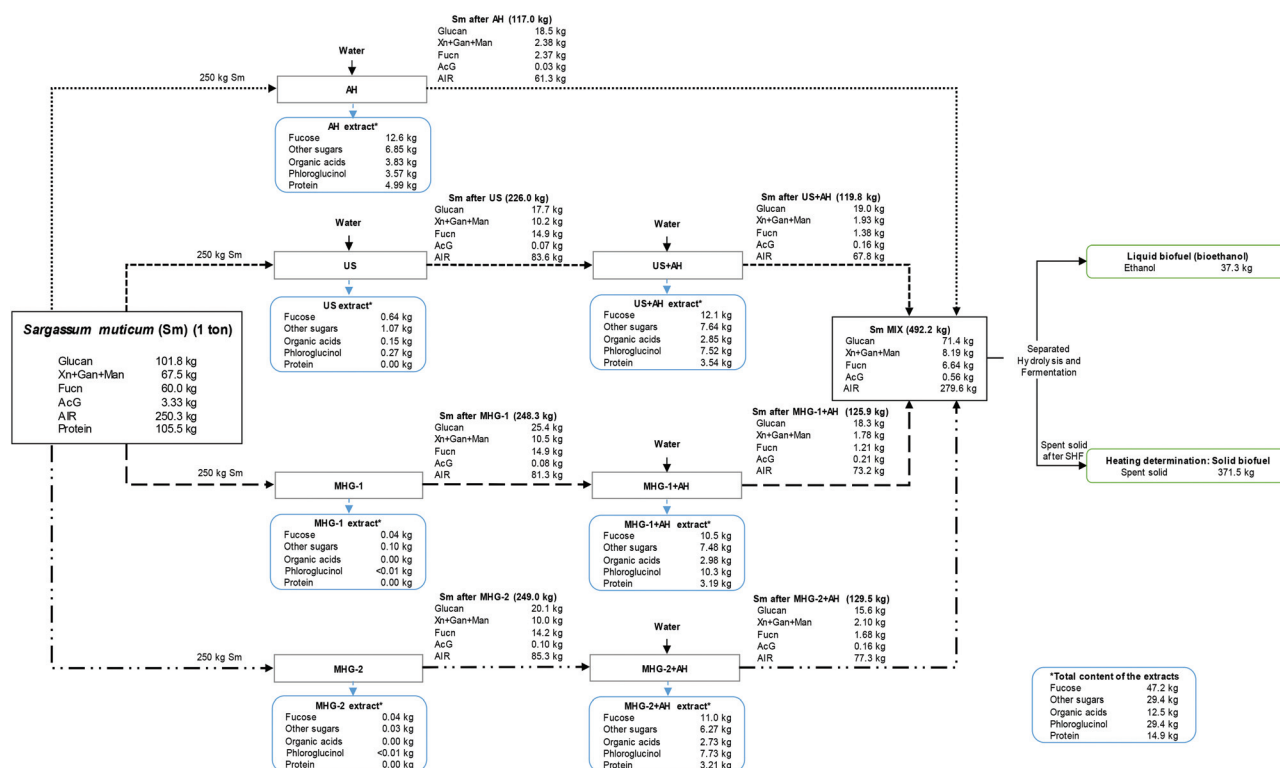 Sm after AH (117.0 kg)
Glucan 18.5 kg
Xn+Gan+Man 2.38 kg
Fucn 2.37 kg
AcG 0.03 kg
AIR 61.3 kg
Water
250 kg Sm
AH
AH extract*
Fucose 12.6 kg
Other sugars 6.85 kg
Organic acids 3.83 kg
Phloroglucinol 3.57 kg
Protein 4.99 kg
Sm after US (226.0 kg)
Glucan 17.7 kg
Xn+Gan+Man 10.2 kg
Fucn 14.9 kg
AcG 0.07 kg
AIR 83.6 kg
Sm after US+AH (119.8 kg)
Glucan 19.0 kg
Xn+Gan+Man 1.93 kg
Fucn 1.38 kg
AcG 0.16 kg
AIR 67.8 kg
Water
Water
250 kg Sm
US
US+AH
US extract*
Fucose 0.64 kg
Other sugars 1.07 kg
Organic acids 0.15 kg
Phloroglucinol 0.27 kg
Protein 0.00 kg
US+AH extract*
Fucose 12.1 kg
Other sugars 7.64 kg
Organic acids 2.85 kg
Phloroglucinol 7.52 kg
Protein 3.54 kg
Liquid biofuel (bioethanol)
Ethanol 37.3 kg
Sargassum muticum (Sm) (1 ton)
Glucan 101.8 kg
Xn+Gan+Man 67.5 kg
Fucn 60.0 kg
AcG 3.33 kg
AIR 250.3 kg
Protein 105.5 kg
Sm MIX (492.2 kg)
Glucan 71.4 kg
Xn+Gan+Man 8.19 kg
Fucn 6.64 kg
AcG 0.56 kg
AIR 279.6 kg
Separated
Hydrolysis and
Fermentation
Sm after MHG-1 (248.3 kg)
Glucan 25.4 kg
Xn+Gan+Man 10.5 kg
Fucn 14.9 kg
AcG 0.08 kg
AIR 81.3 kg
Sm after MHG-1+AH (125.9 kg)
Glucan 18.3 kg
Xn+Gan+Man 1.78 kg
Fucn 1.21 kg
AcG 0.21 kg
AIR 73.2 kg
Water
250 kg Sm
MHG-1
MHG-1+AH
Spent solid
after SHF
Heating determination: Solid biofuel
Spent solid 371.5 kg
MHG-1 extract*
Fucose 0.04 kg
Other sugars 0.10 kg
Organic acids 0.00 kg
Phloroglucinol <0.01 kg
Protein 0.00 kg
MHG-1+AH extract*
Fucose 10.5 kg
Other sugars 7.48 kg
Organic acids 2.98 kg
Phloroglucinol 10.3 kg
Protein 3.19 kg
Sm after MHG-2 (249.0 kg)
Glucan 20.1 kg
Xn+Gan+Man 10.0 kg
Fucn 14.2 kg
AcG 0.10 kg
AIR 85.3 kg
Sm after MHG-2+AH (129.5 kg)
Glucan 15.6 kg
Xn+Gan+Man 2.10 kg
Fucn 1.68 kg
AcG 0.16 kg
AIR 77.3 kg
Water
250 kg Sm
MHG-2
MHG-2+AH
MHG-2 extract*
Fucose 0.04 kg
Other sugars 0.03 kg
Organic acids 0.00 kg
Phloroglucinol <0.01 kg
Protein 0.00 kg
MHG-2+AH extract*
Fucose 11.0 kg
Other sugars 6.27 kg
Organic acids 2.73 kg
Phloroglucinol 7.73 kg
Protein 3.21 kg
*Total content of the extracts
Fucose 47.2 kg
Other sugars 29.4 kg
Organic acids 12.5 kg
Phloroglucinol 29.4 kg
Protein 14.9 kg